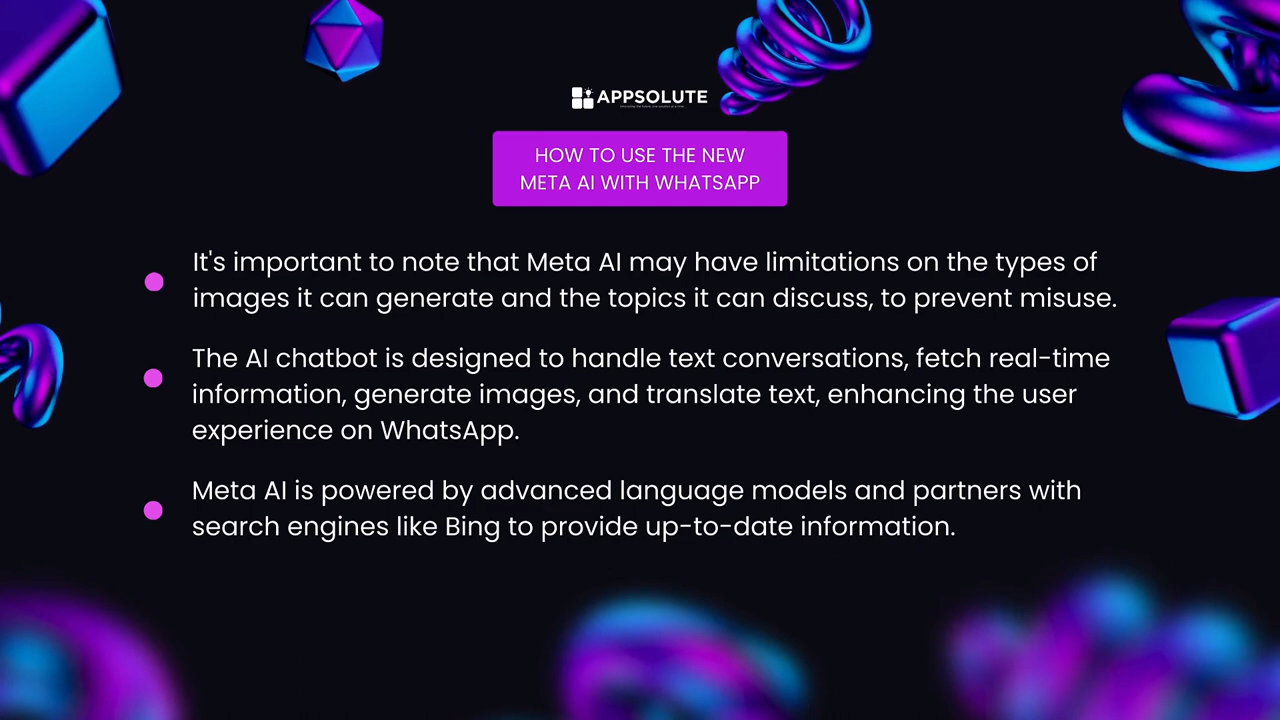 APPSOLUTE
HOW TO USE THE NEW
META AI WITH WHATSAPP
It's important to note that Meta AI may have limitations on the types of
images it can generate and the topics it can discuss, to prevent misuse.
The AI chatbot is designed to handle text conversations, fetch real-time
information, generate images, and translate text, enhancing the user
experience on WhatsApp.
Meta AI is powered by advanced language models and partners with
search engines like Bing to provide up-to-date information.